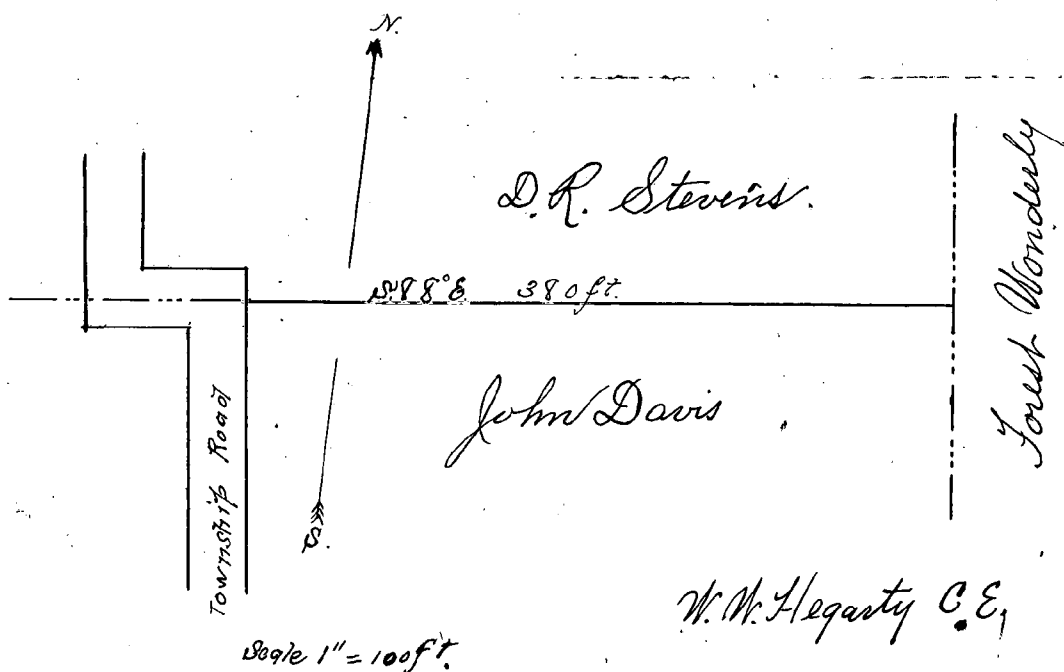 N.
D. R. Stevens.
S. 88° E. 380 ft.
Forest Wonderly
John Davis
Township Road
S.
W. W. Hegarty C. E.
Scale 1" = 100 ft.